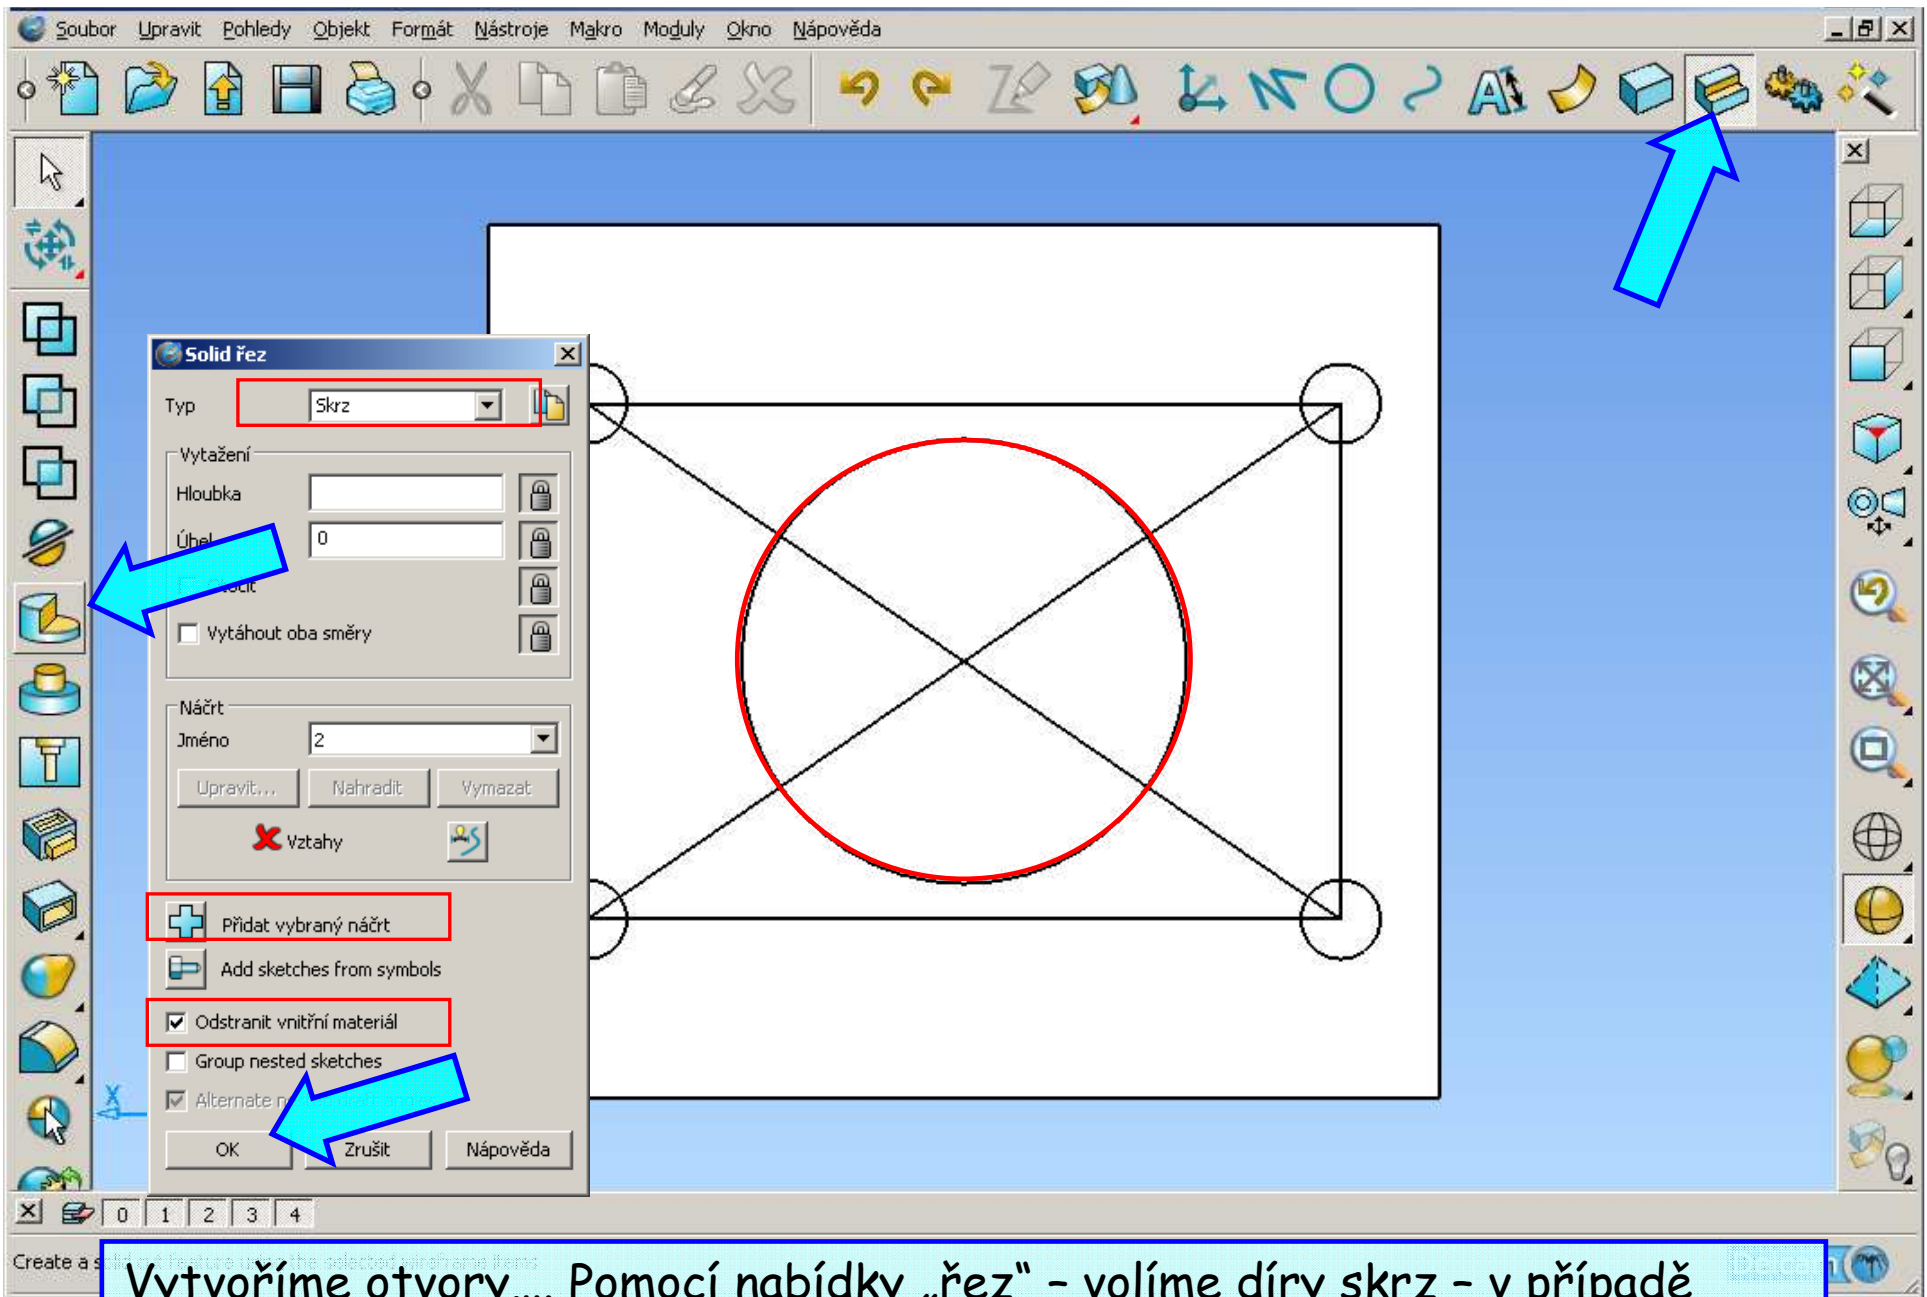 Soubor Upravit Pohledy Objekt Formát Nástroje Makro Moduly Okno Nápověda
Solid řez
Typ Skrz
Vytažení
Hloubka
Úhel 0
Vytáhout oba směry
Náčrt
Jméno 2
Upravit... Nahradit Vymazat
Vztahy
Přidat vybraný náčrt
Add sketches from symbols
Odstranit vnitřní materiál
Group nested sketches
Alternate
OK Zrušit Nápověda
X
0 1 2 3 4
Create a
Vytvoříme otvory.... Pomocí nabídky „řez“ – volíme díry skrz – v případě